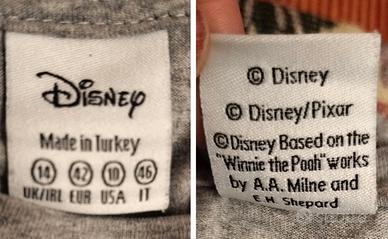 Disney
Made in Turkey
14 42 10 46
UK/IRL EUR USA IT
© Disney
© Disney/Pixar
© Disney Based on the
"Winnie the Pooh" works
by A.A. Milne and
E.H. Shepard